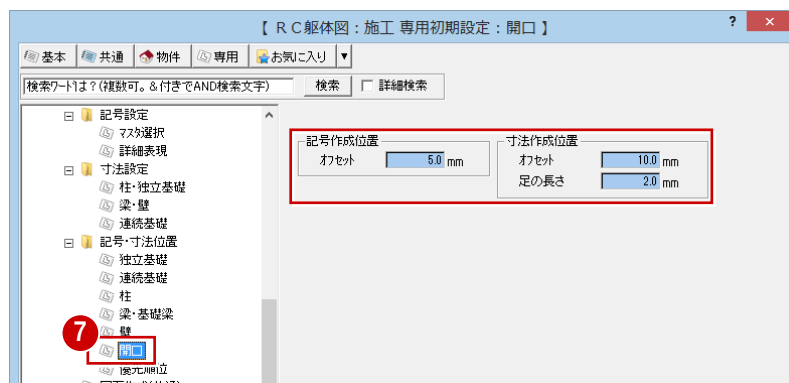 【 RC躯体図：施工 専用初期設定：開口 】
? ×
基本 共通 物件 専用 お気に入り ▼
検索ワードは？(複数可。＆付きでAND検索文字) 検索 詳細検索
記号設定
マスタ選択
詳細表現
寸法設定
柱・独立基礎
梁・壁
連続基礎
記号・寸法位置
独立基礎
連続基礎
柱
梁・基礎梁
壁
7
開口
優先順位
記号作成位置
オフセット 5.0 mm
寸法作成位置
オフセット 10.0 mm
足の長さ 2.0 mm